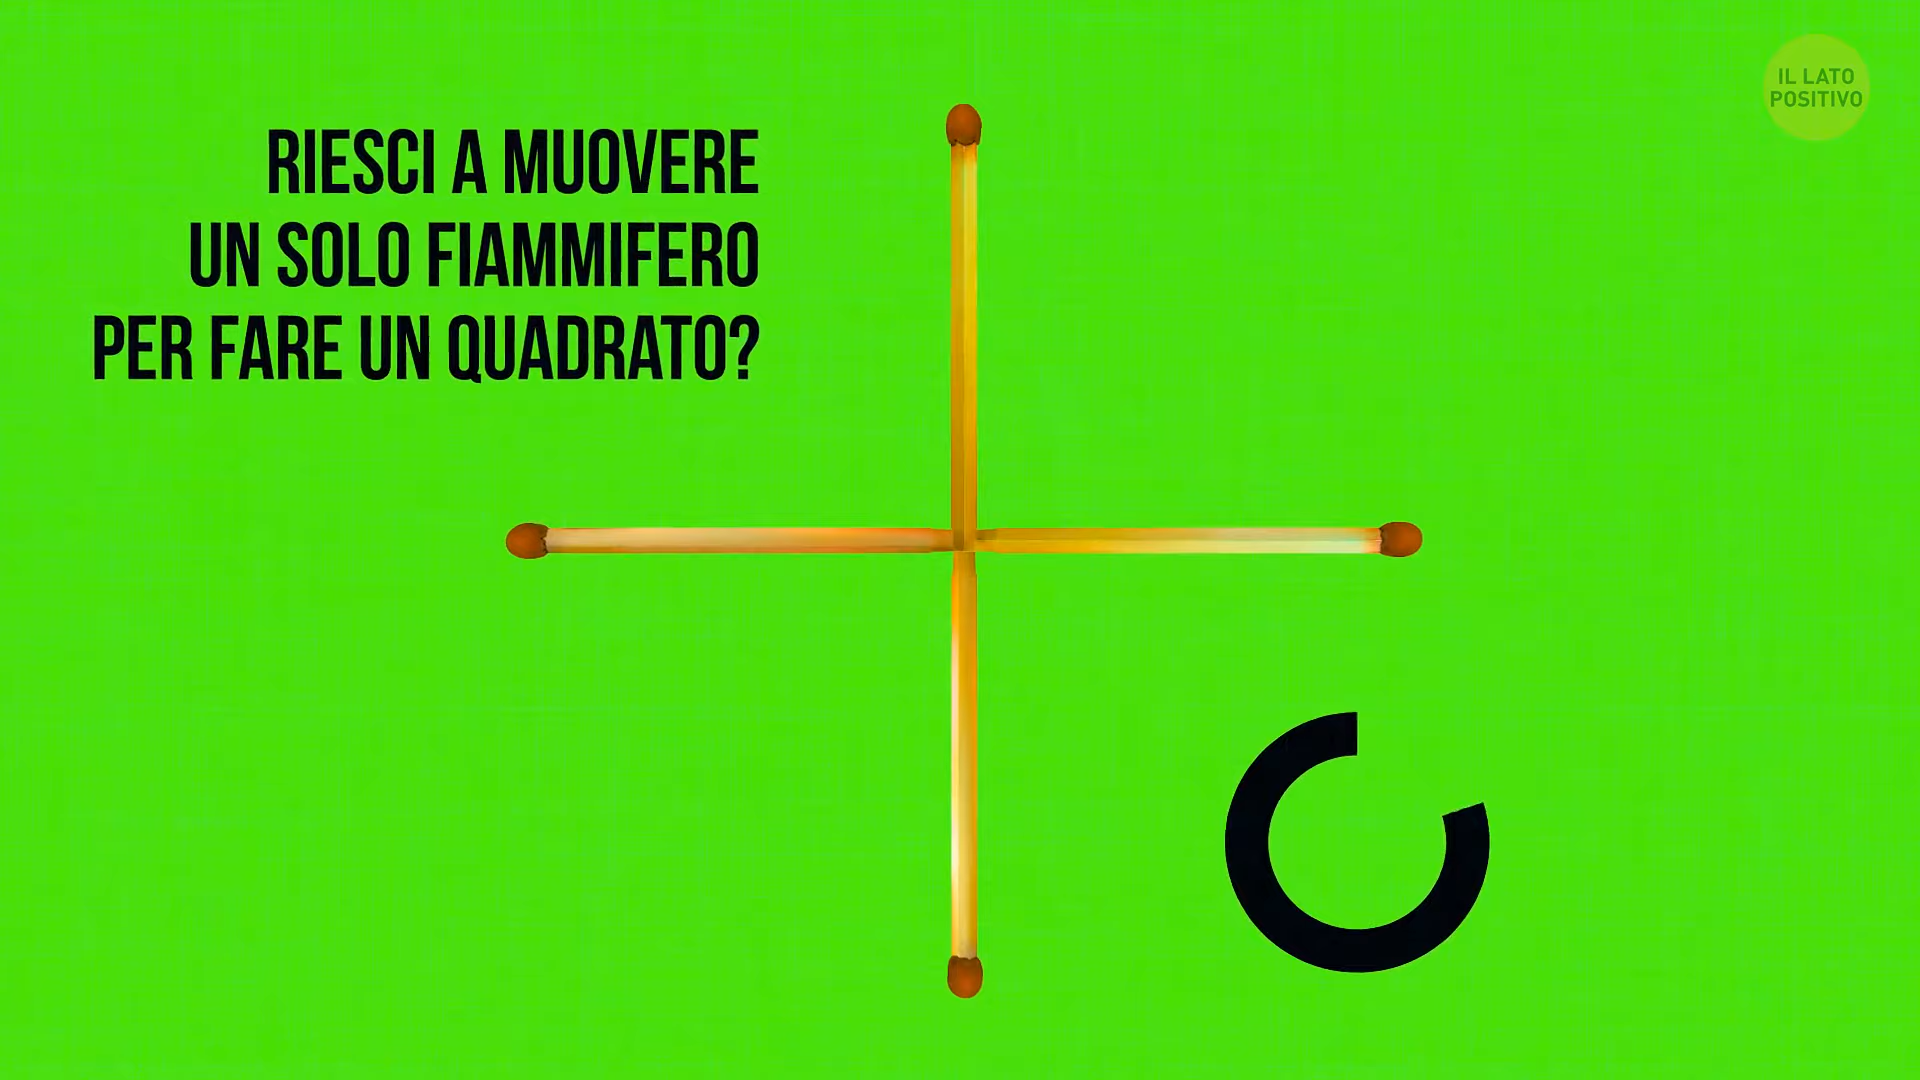 RIESCI A MUOVERE
UN SOLO FIAMMIFERO
PER FARE UN QUADRATO?
IL LATO
POSITIVO